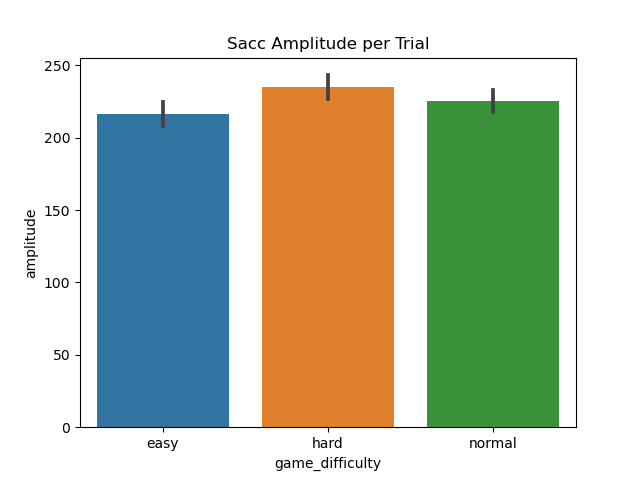 Sacc Amplitude per Trial
250
200
150
100
50
0
amplitude
easy
hard
normal
game_difficulty